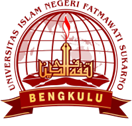 UNIVERSITAS ISLAM NEGERI FATMAWATI SUKARNO
BENGKULU